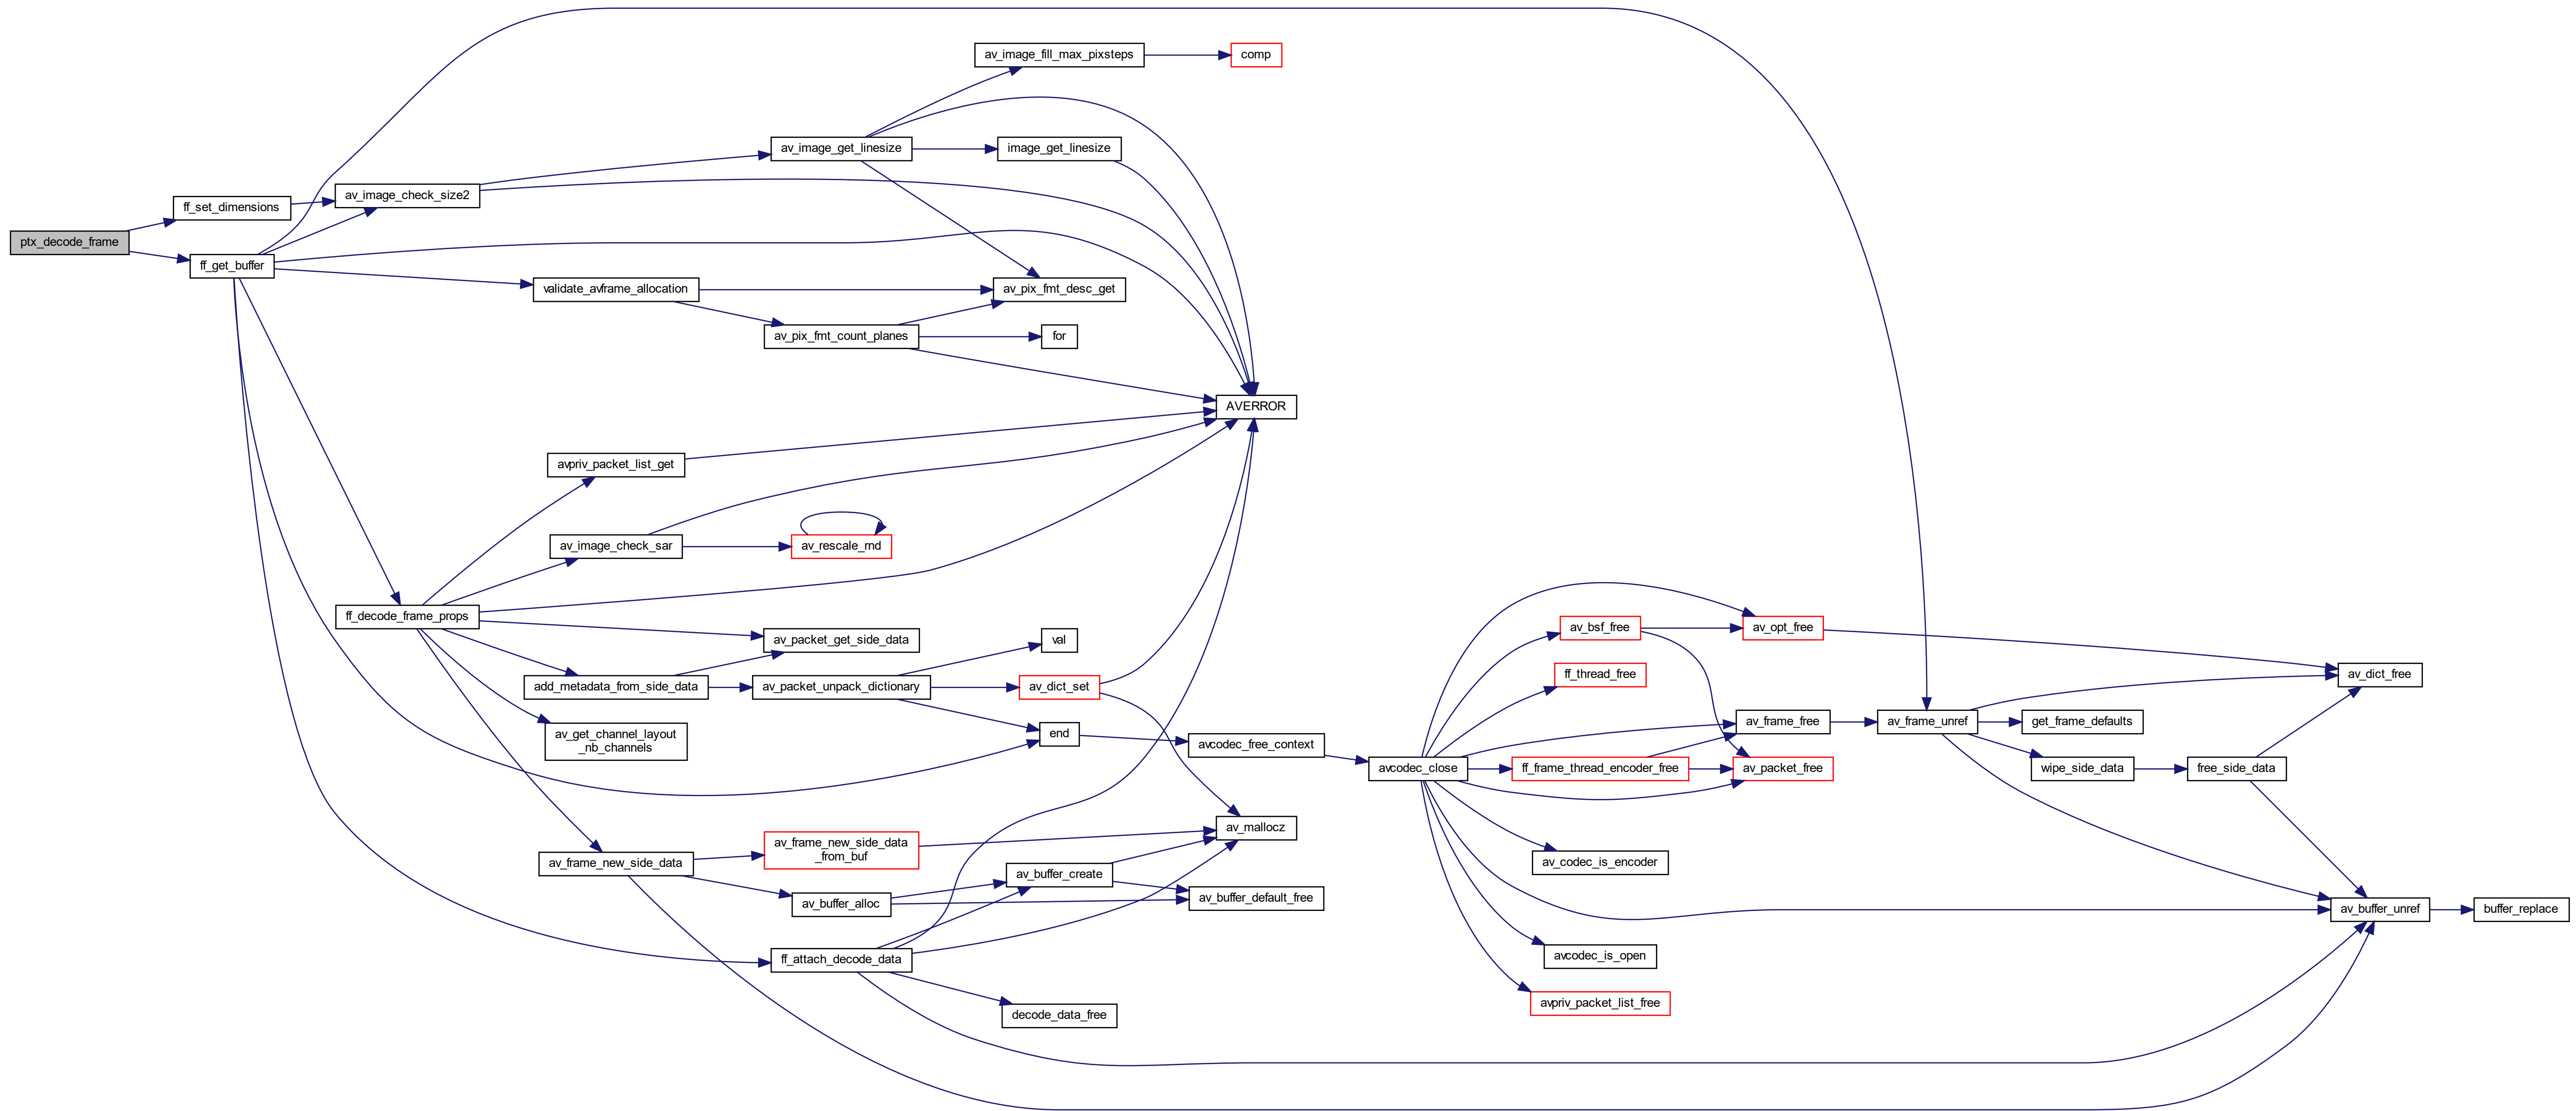 ptx_decode_frame
ff_set_dimensions
ff_get_buffer
av_image_check_size2
validate_avframe_allocation
ff_decode_frame_props
av_image_fill_max_pixsteps
comp
av_image_get_linesize
image_get_linesize
av_pix_fmt_desc_get
av_pix_fmt_count_planes
for
AVERROR
avpriv_packet_list_get
av_image_check_sar
av_rescale_rnd
av_packet_get_side_data
val
add_metadata_from_side_data
av_packet_unpack_dictionary
av_dict_set
av_get_channel_layout
_nb_channels
end
avcodec_free_context
avcodec_close
av_frame_new_side_data
av_frame_new_side_data
_from_buf
av_mallocz
av_buffer_create
av_buffer_alloc
av_buffer_default_free
ff_attach_decode_data
decode_data_free
av_bsf_free
av_opt_free
ff_thread_free
av_frame_free
ff_frame_thread_encoder_free
av_packet_free
av_codec_is_encoder
avcodec_is_open
avpriv_packet_list_free
av_frame_unref
get_frame_defaults
wipe_side_data
free_side_data
av_dict_free
av_buffer_unref
buffer_replace